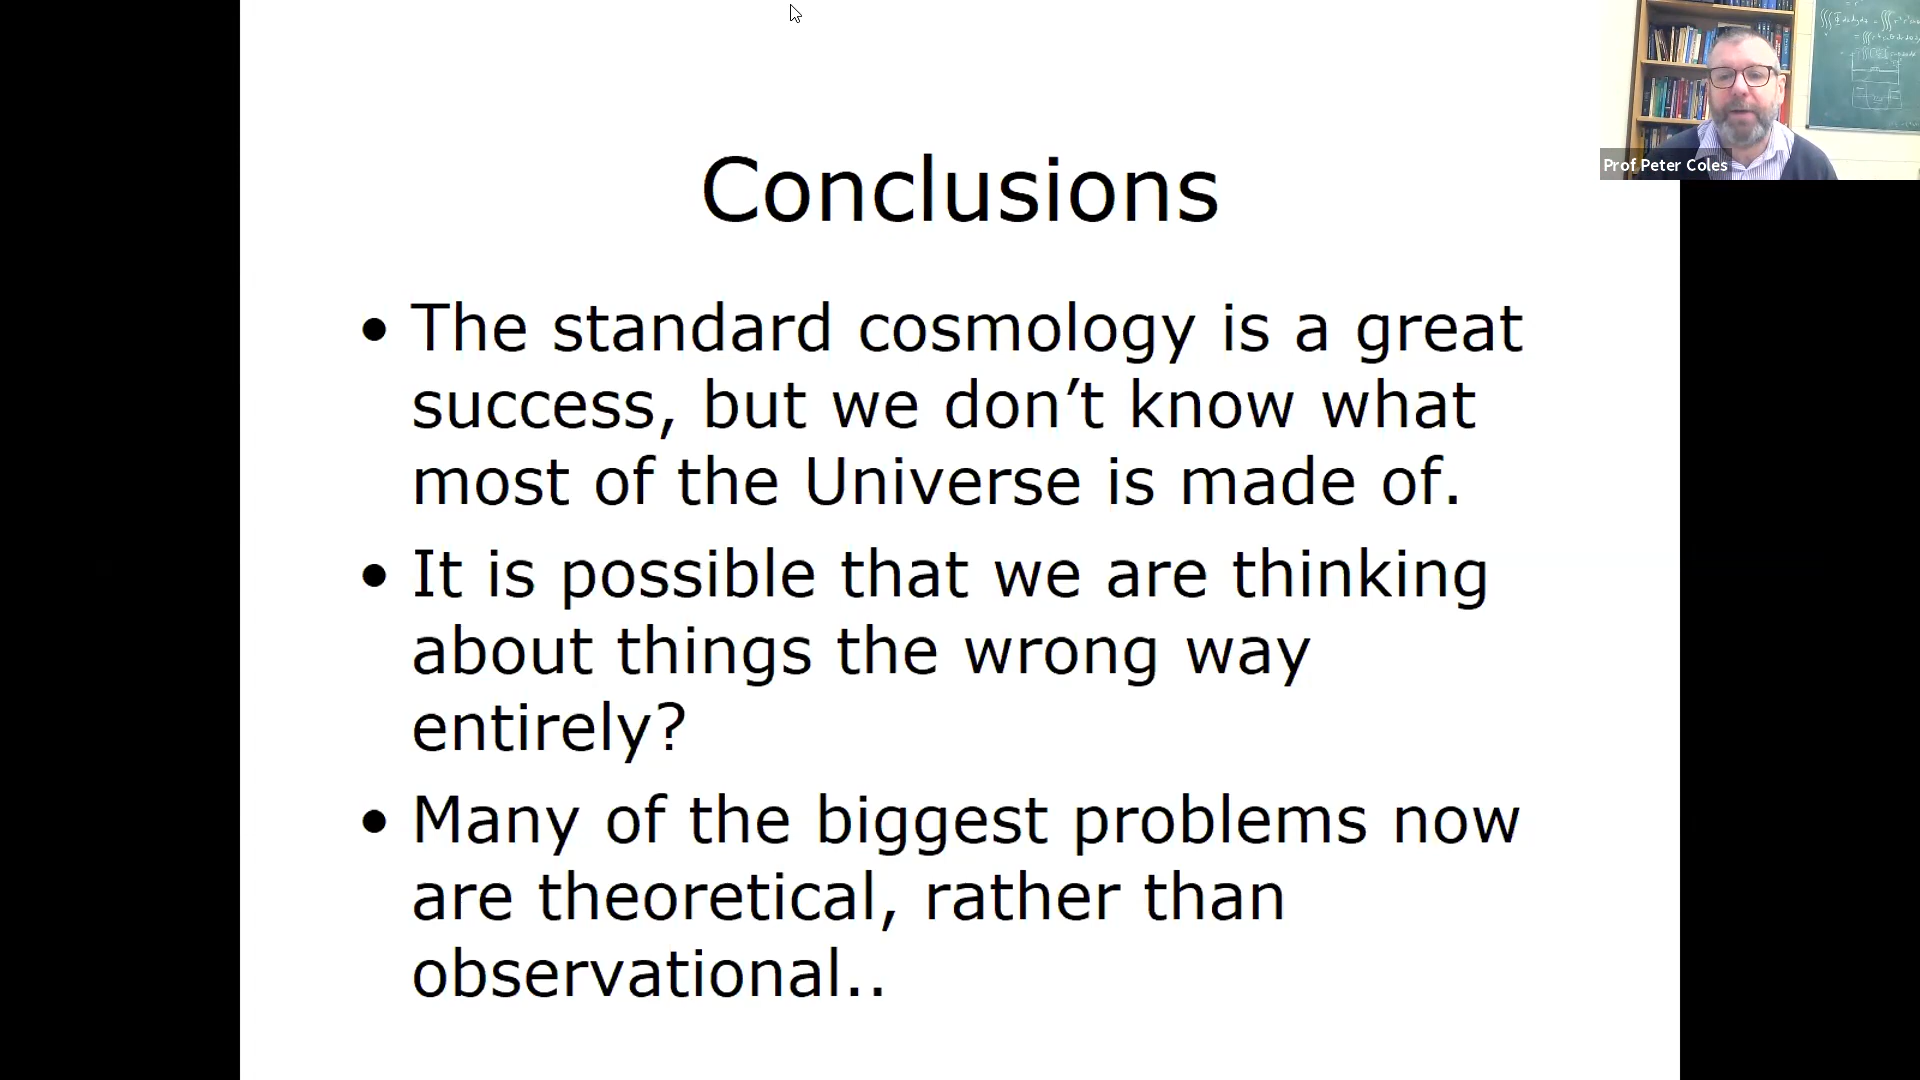 Conclusions
• The standard cosmology is a great
success, but we don’t know what
most of the Universe is made of.
• It is possible that we are thinking
about things the wrong way
entirely?
• Many of the biggest problems now
are theoretical, rather than
observational..
Prof Peter Coles